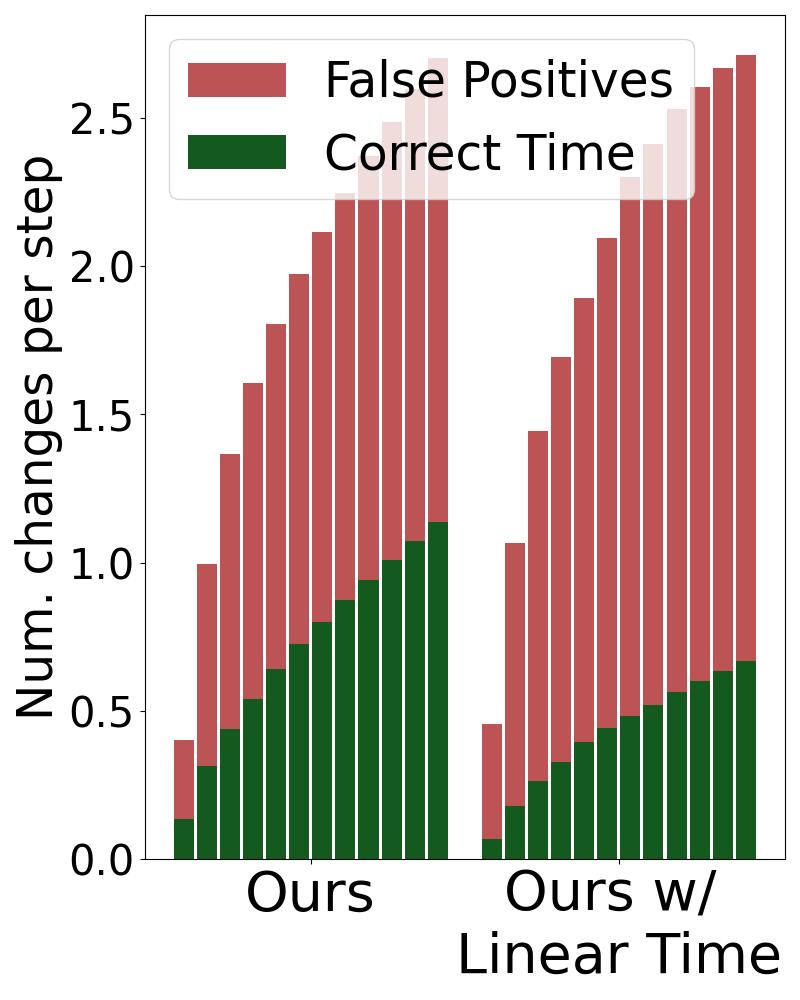 False Positives
Correct Time
Num. changes per step
2.5
2.0
1.5
1.0
0.5
0.0
Ours
Ours w/
Linear Time